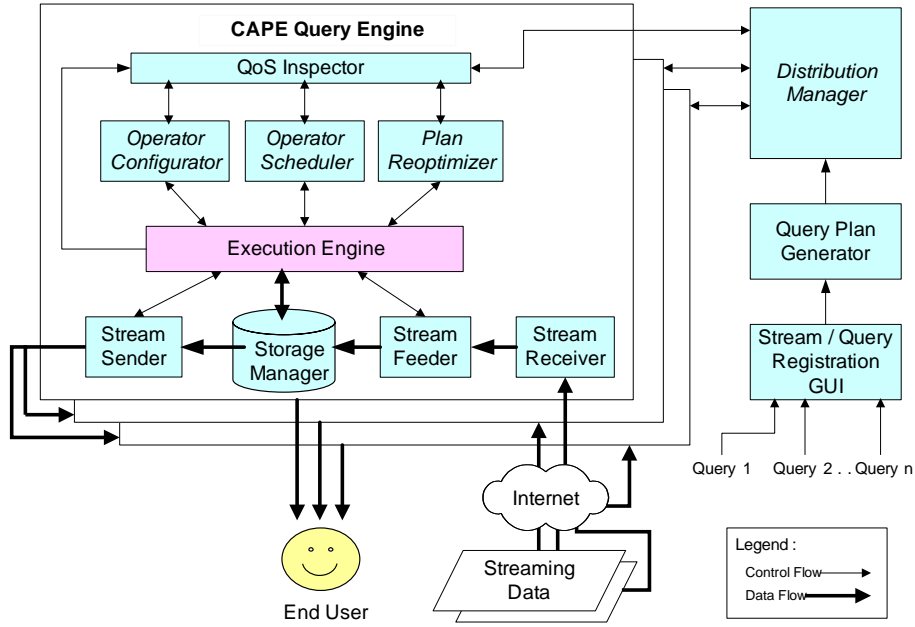 CAPE Query Engine
QoS Inspector
Distribution
Manager
Operator
Configurator
Operator
Scheduler
Plan
Reoptimizer
Execution Engine
Query Plan
Generator
Stream
Sender
Storage
Manager
Stream
Feeder
Stream
Receiver
Stream / Query
Registration
GUI
Query 1
Query 2 . . Query n
Internet
Streaming
Data
End User
Legend :
Control Flow
Data Flow